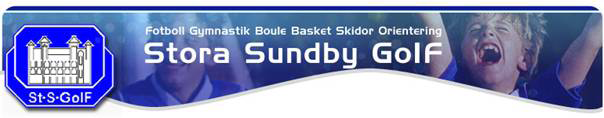 Fotboll Gymnastik Boule Basket Skidor Orientering
Stora Sundby GoIF
St·S·GoIF